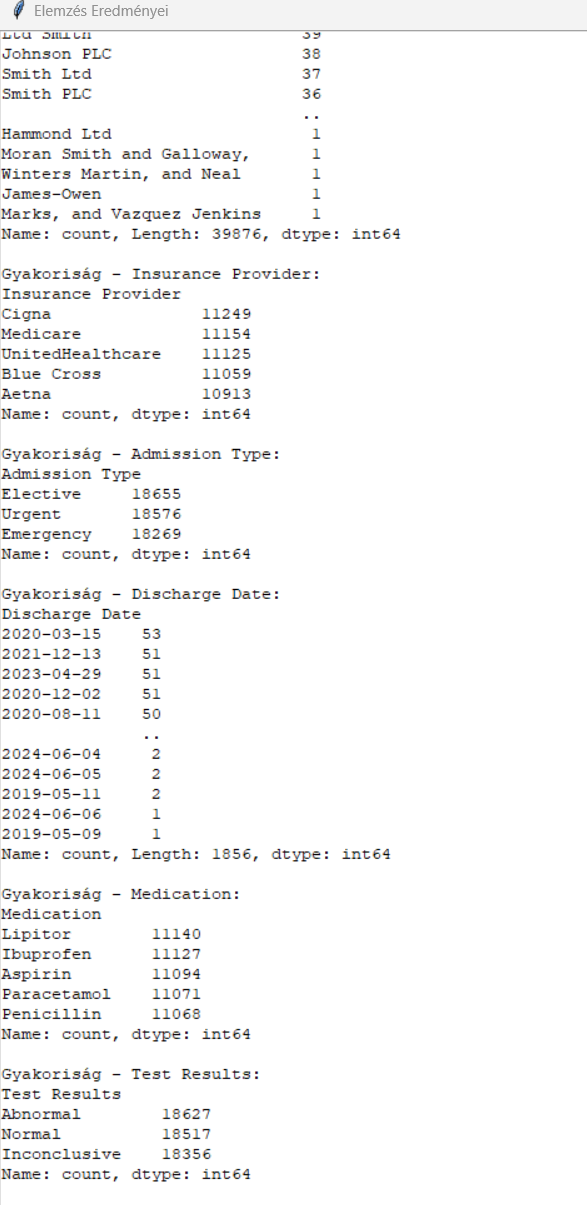 Elemzés Eredményei
Ltd Smith 39
Johnson PLC 38
Smith Ltd 37
Smith PLC 36
..
Hammond Ltd 1
Moran Smith and Galloway, 1
Winters Martin, and Neal 1
James-Owen 1
Marks, and Vazquez Jenkins 1
Name: count, Length: 39876, dtype: int64
Gyakoriság - Insurance Provider:
Insurance Provider
Cigna 11249
Medicare 11154
UnitedHealthcare 11125
Blue Cross 11059
Aetna 10913
Name: count, dtype: int64
Gyakoriság - Admission Type:
Admission Type
Elective 18655
Urgent 18576
Emergency 18269
Name: count, dtype: int64
Gyakoriság - Discharge Date:
Discharge Date
2020-03-15 53
2021-12-13 51
2023-04-29 51
2020-12-02 51
2020-08-11 50
..
2024-06-04 2
2024-06-05 2
2019-05-11 2
2024-06-06 1
2019-05-09 1
Name: count, Length: 1856, dtype: int64
Gyakoriság - Medication:
Medication
Lipitor 11140
Ibuprofen 11127
Aspirin 11094
Paracetamol 11071
Penicillin 11068
Name: count, dtype: int64
Gyakoriság - Test Results:
Test Results
Abnormal 18627
Normal 18517
Inconclusive 18356
Name: count, dtype: int64